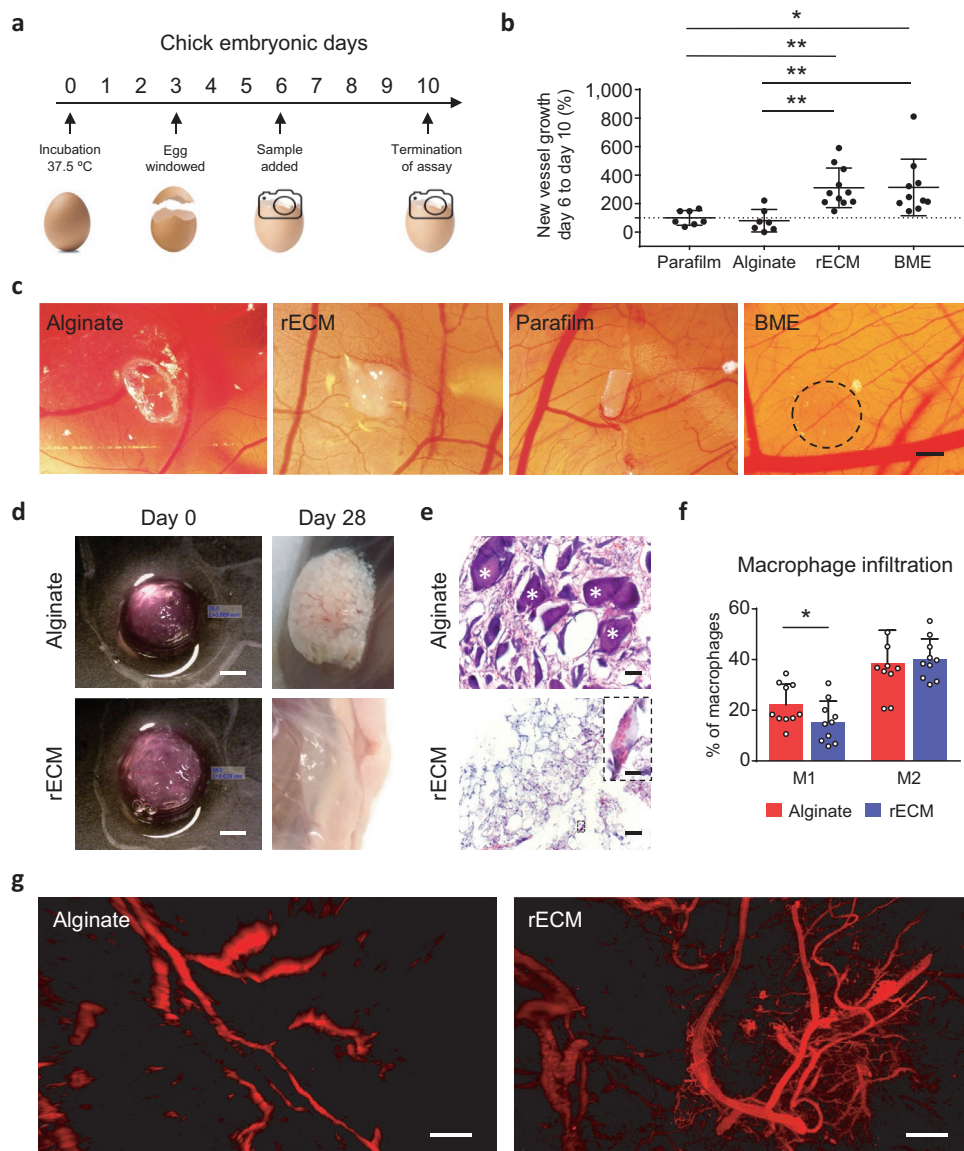 a
Chick embryonic days
0 1 2 3 4 5 6 7 8 9 10
Incubation
37.5 ºC
Egg
windowed
Sample
added
Termination
of assay
b
*
**
**
**
New vessel growth
day 6 to day 10 (%)
1,000
800
600
400
200
0
Parafilm Alginate rECM BME
c
Alginate
rECM
Parafilm
BME
d
Day 0
Day 28
Alginate
rECM
e
Alginate
* * * *
rECM
f
Macrophage infiltration
% of macrophages
60
40
20
0
*
M1
M2
Alginate
rECM
g
Alginate
rECM